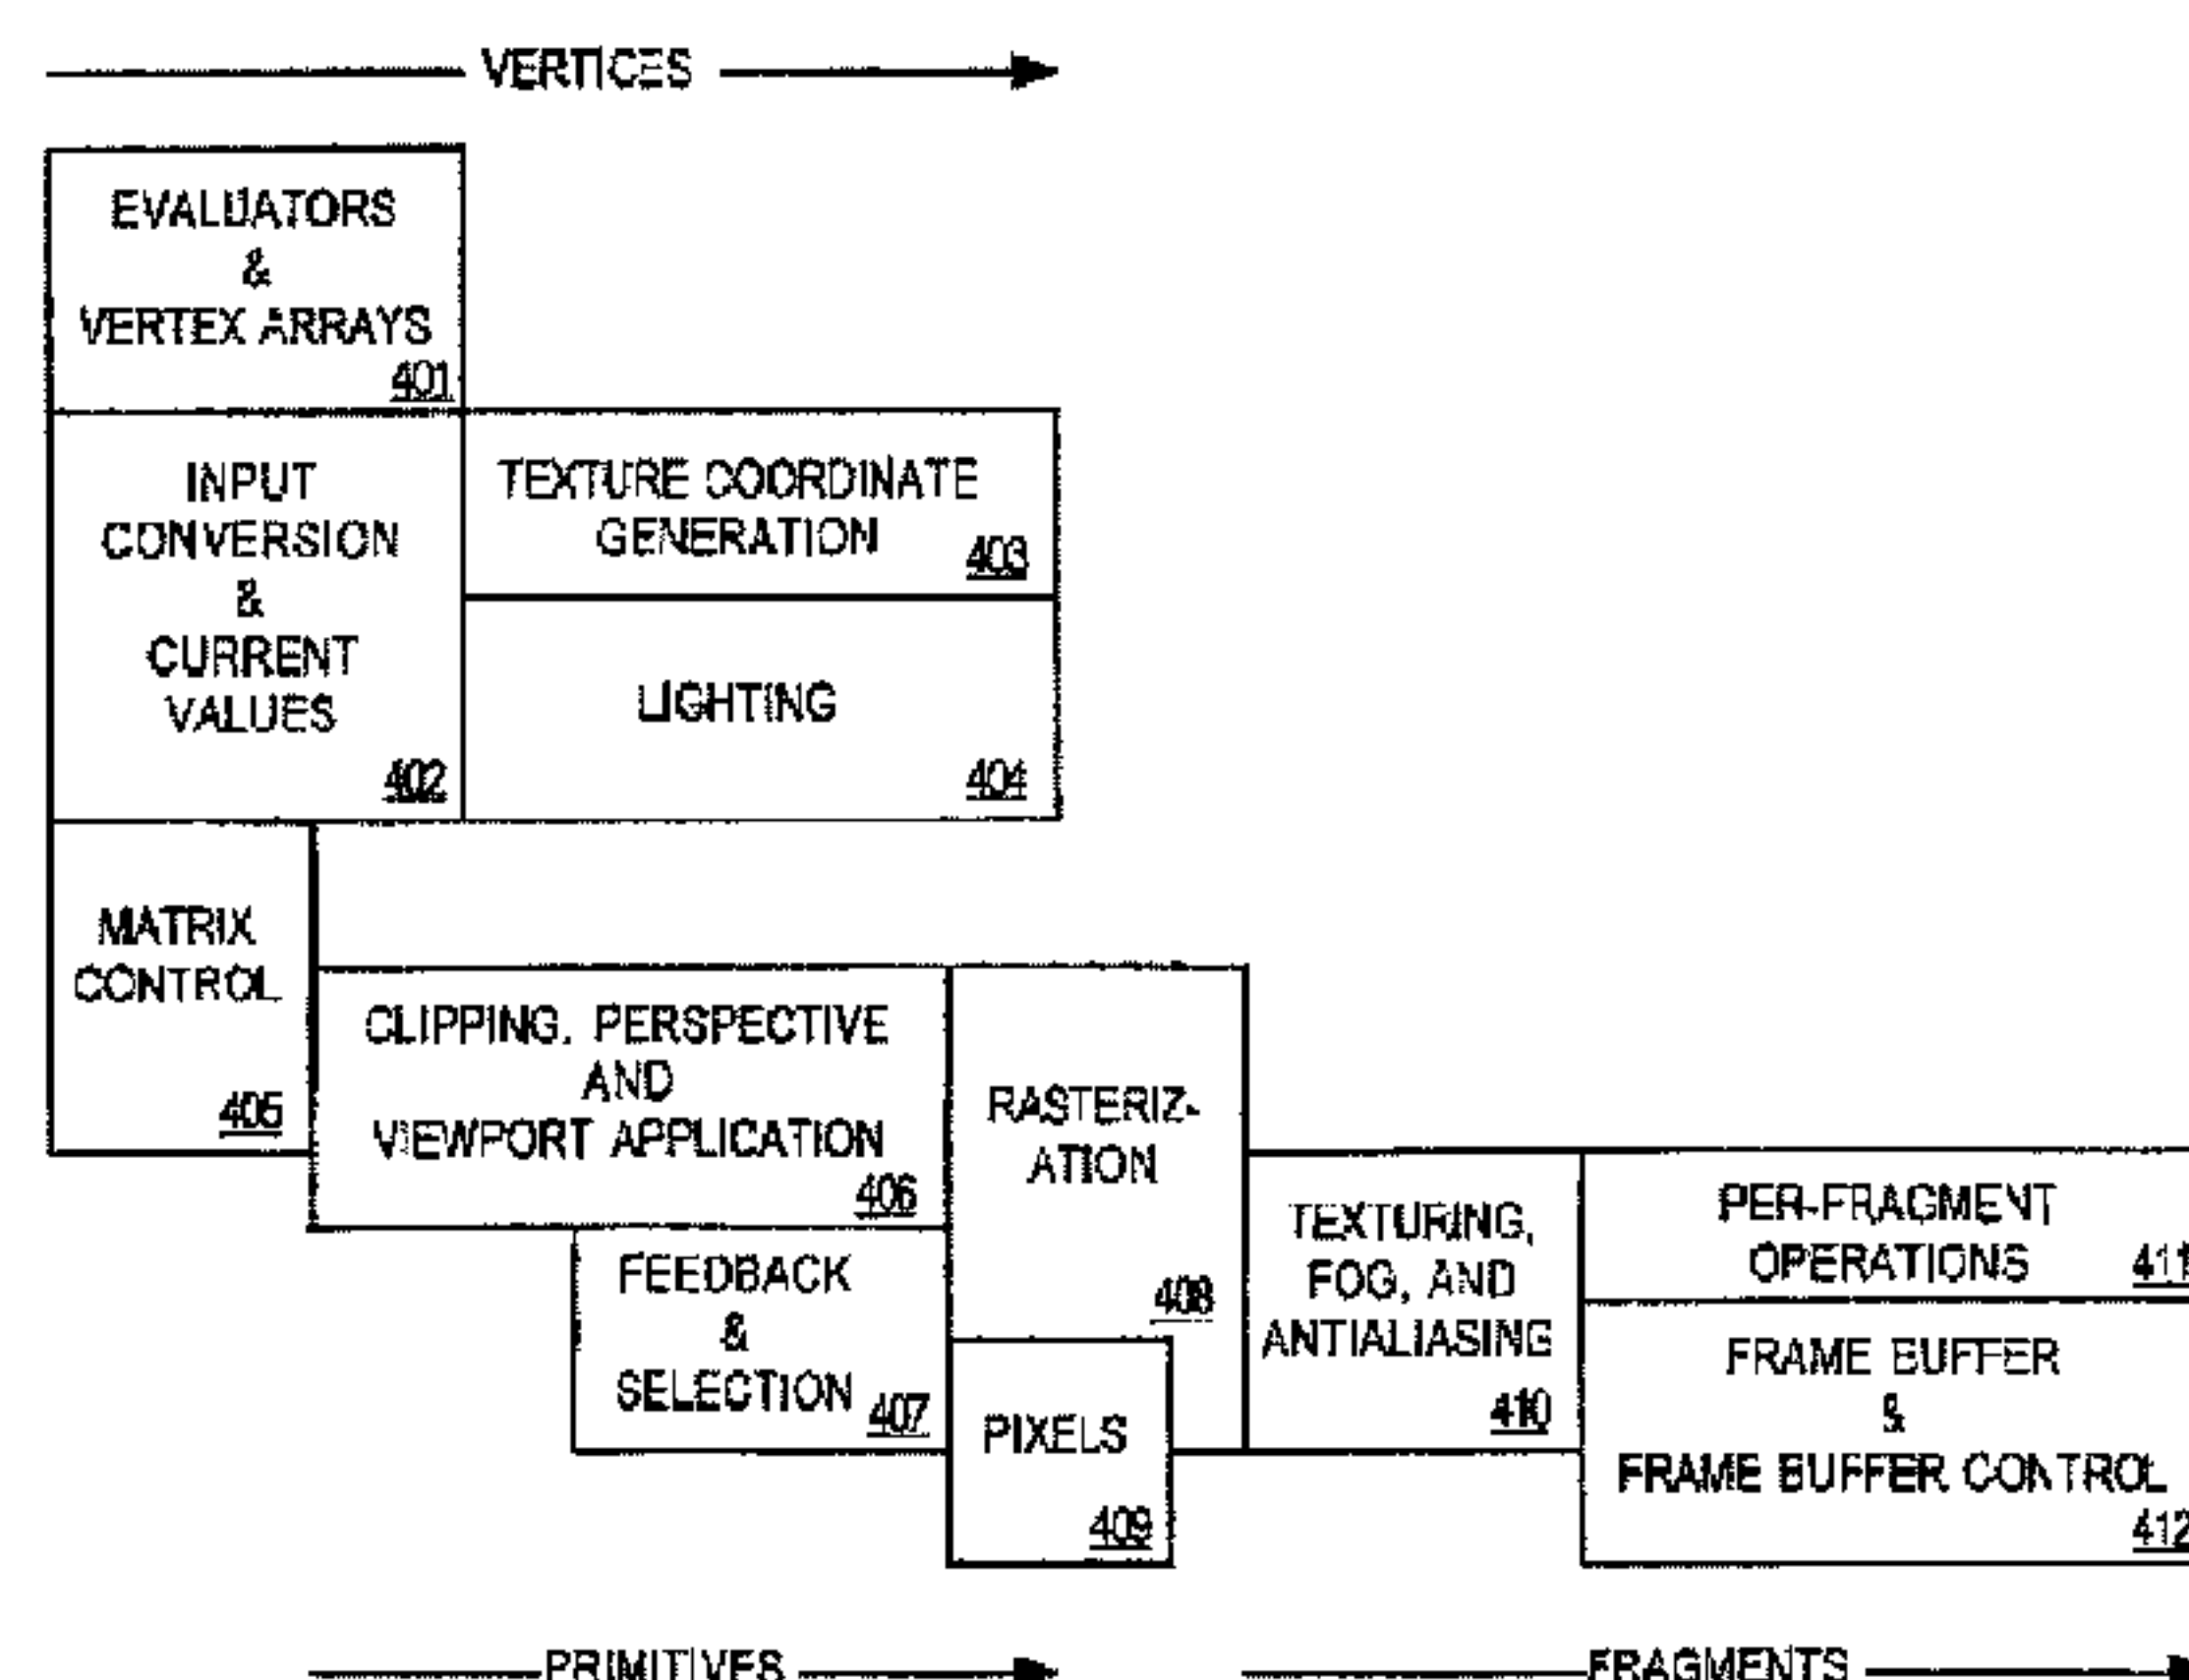 VERTICES
EVALUATORS
&
VERTEX ARRAYS
401
INPUT
CONVERSION
&
CURRENT
VALUES
402
TEXTURE COORDINATE
GENERATION
403
LIGHTING
404
MATRIX
CONTROL
405
CLIPPING, PERSPECTIVE
AND
VIEWPORT APPLICATION
406
FEEDBACK
&
SELECTION
407
RASTERIZ-
ATION
408
PIXELS
409
TEXTURING,
FOG, AND
ANTIALIASING
410
PER-FRAGMENT
OPERATIONS
411
FRAME BUFFER
&
FRAME BUFFER CONTROL
412
PRIMITIVES
FRAGMENTS